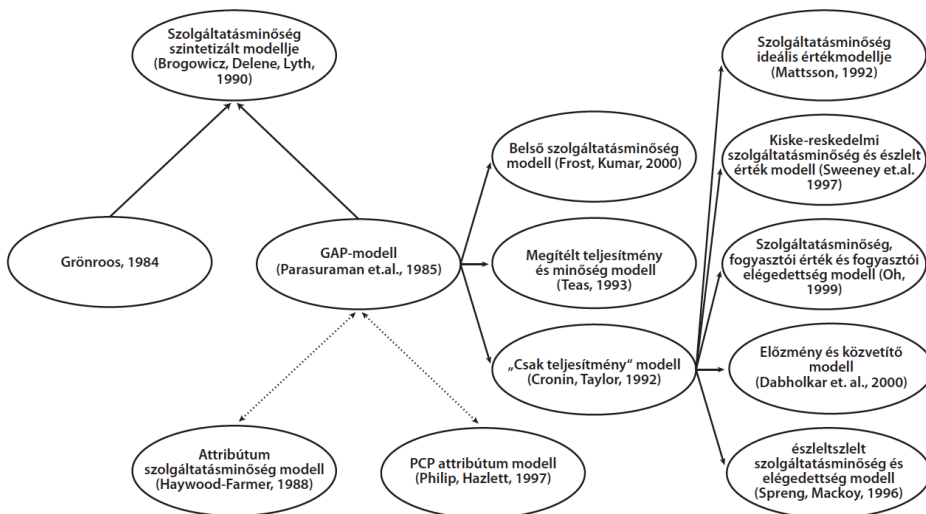 Szolgáltatásminőség
szintetizált modellje
(Brogowicz, Delene, Lyth,
1990)
Grönroos, 1984
GAP-modell
(Parasuraman et.al., 1985)
Attribútum
szolgáltatásminőség modell
(Haywood-Farmer, 1988)
PCP attribútum modell
(Philip, Hazlett, 1997)
Belső szolgáltatásminőség
modell (Frost, Kumar, 2000)
Megítélt teljesítmény
és minőség modell
(Teas, 1993)
„Csak teljesítmény“ modell
(Cronin, Taylor, 1992)
Szolgáltatásminőség
ideális értékmodellje
(Mattsson, 1992)
Kiske-reskedelmi
szolgáltatásminőség és észlelt
érték modell (Sweeney et.al.
1997)
Szolgáltatásminőség,
fogyasztói érték és fogyasztói
elégedettség modell (Oh,
1999)
Előzmény és közvetítő
modell
(Dabholkar et. al., 2000)
észleltszlelt
szolgáltatásminőség és
elégedettség modell
(Spreng, Mackoy, 1996)